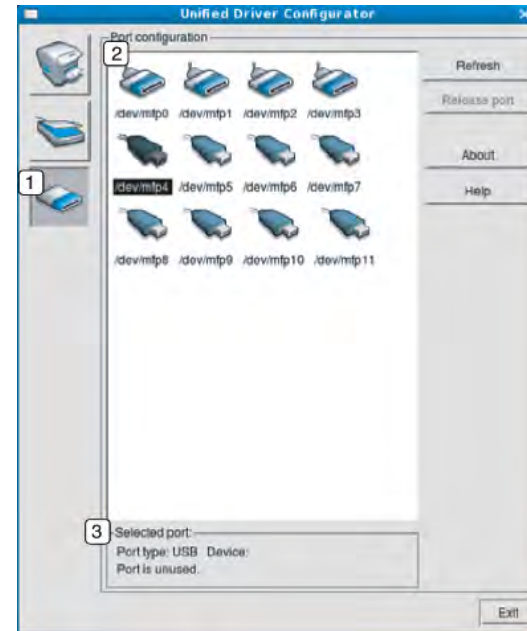 Unified Driver Configurator
Port configuration
2
Refresh
Release port
/dev/mfp0 /dev/mfp1 /dev/mfp2 /dev/mfp3
About
1
/dev/mfp4 /dev/mfp5 /dev/mfp6 /dev/mfp7
Help
/dev/mfp8 /dev/mfp9 /dev/mfp10 /dev/mfp11
3
Selected port:
Port type: USB Device:
Port is unused.
Exit